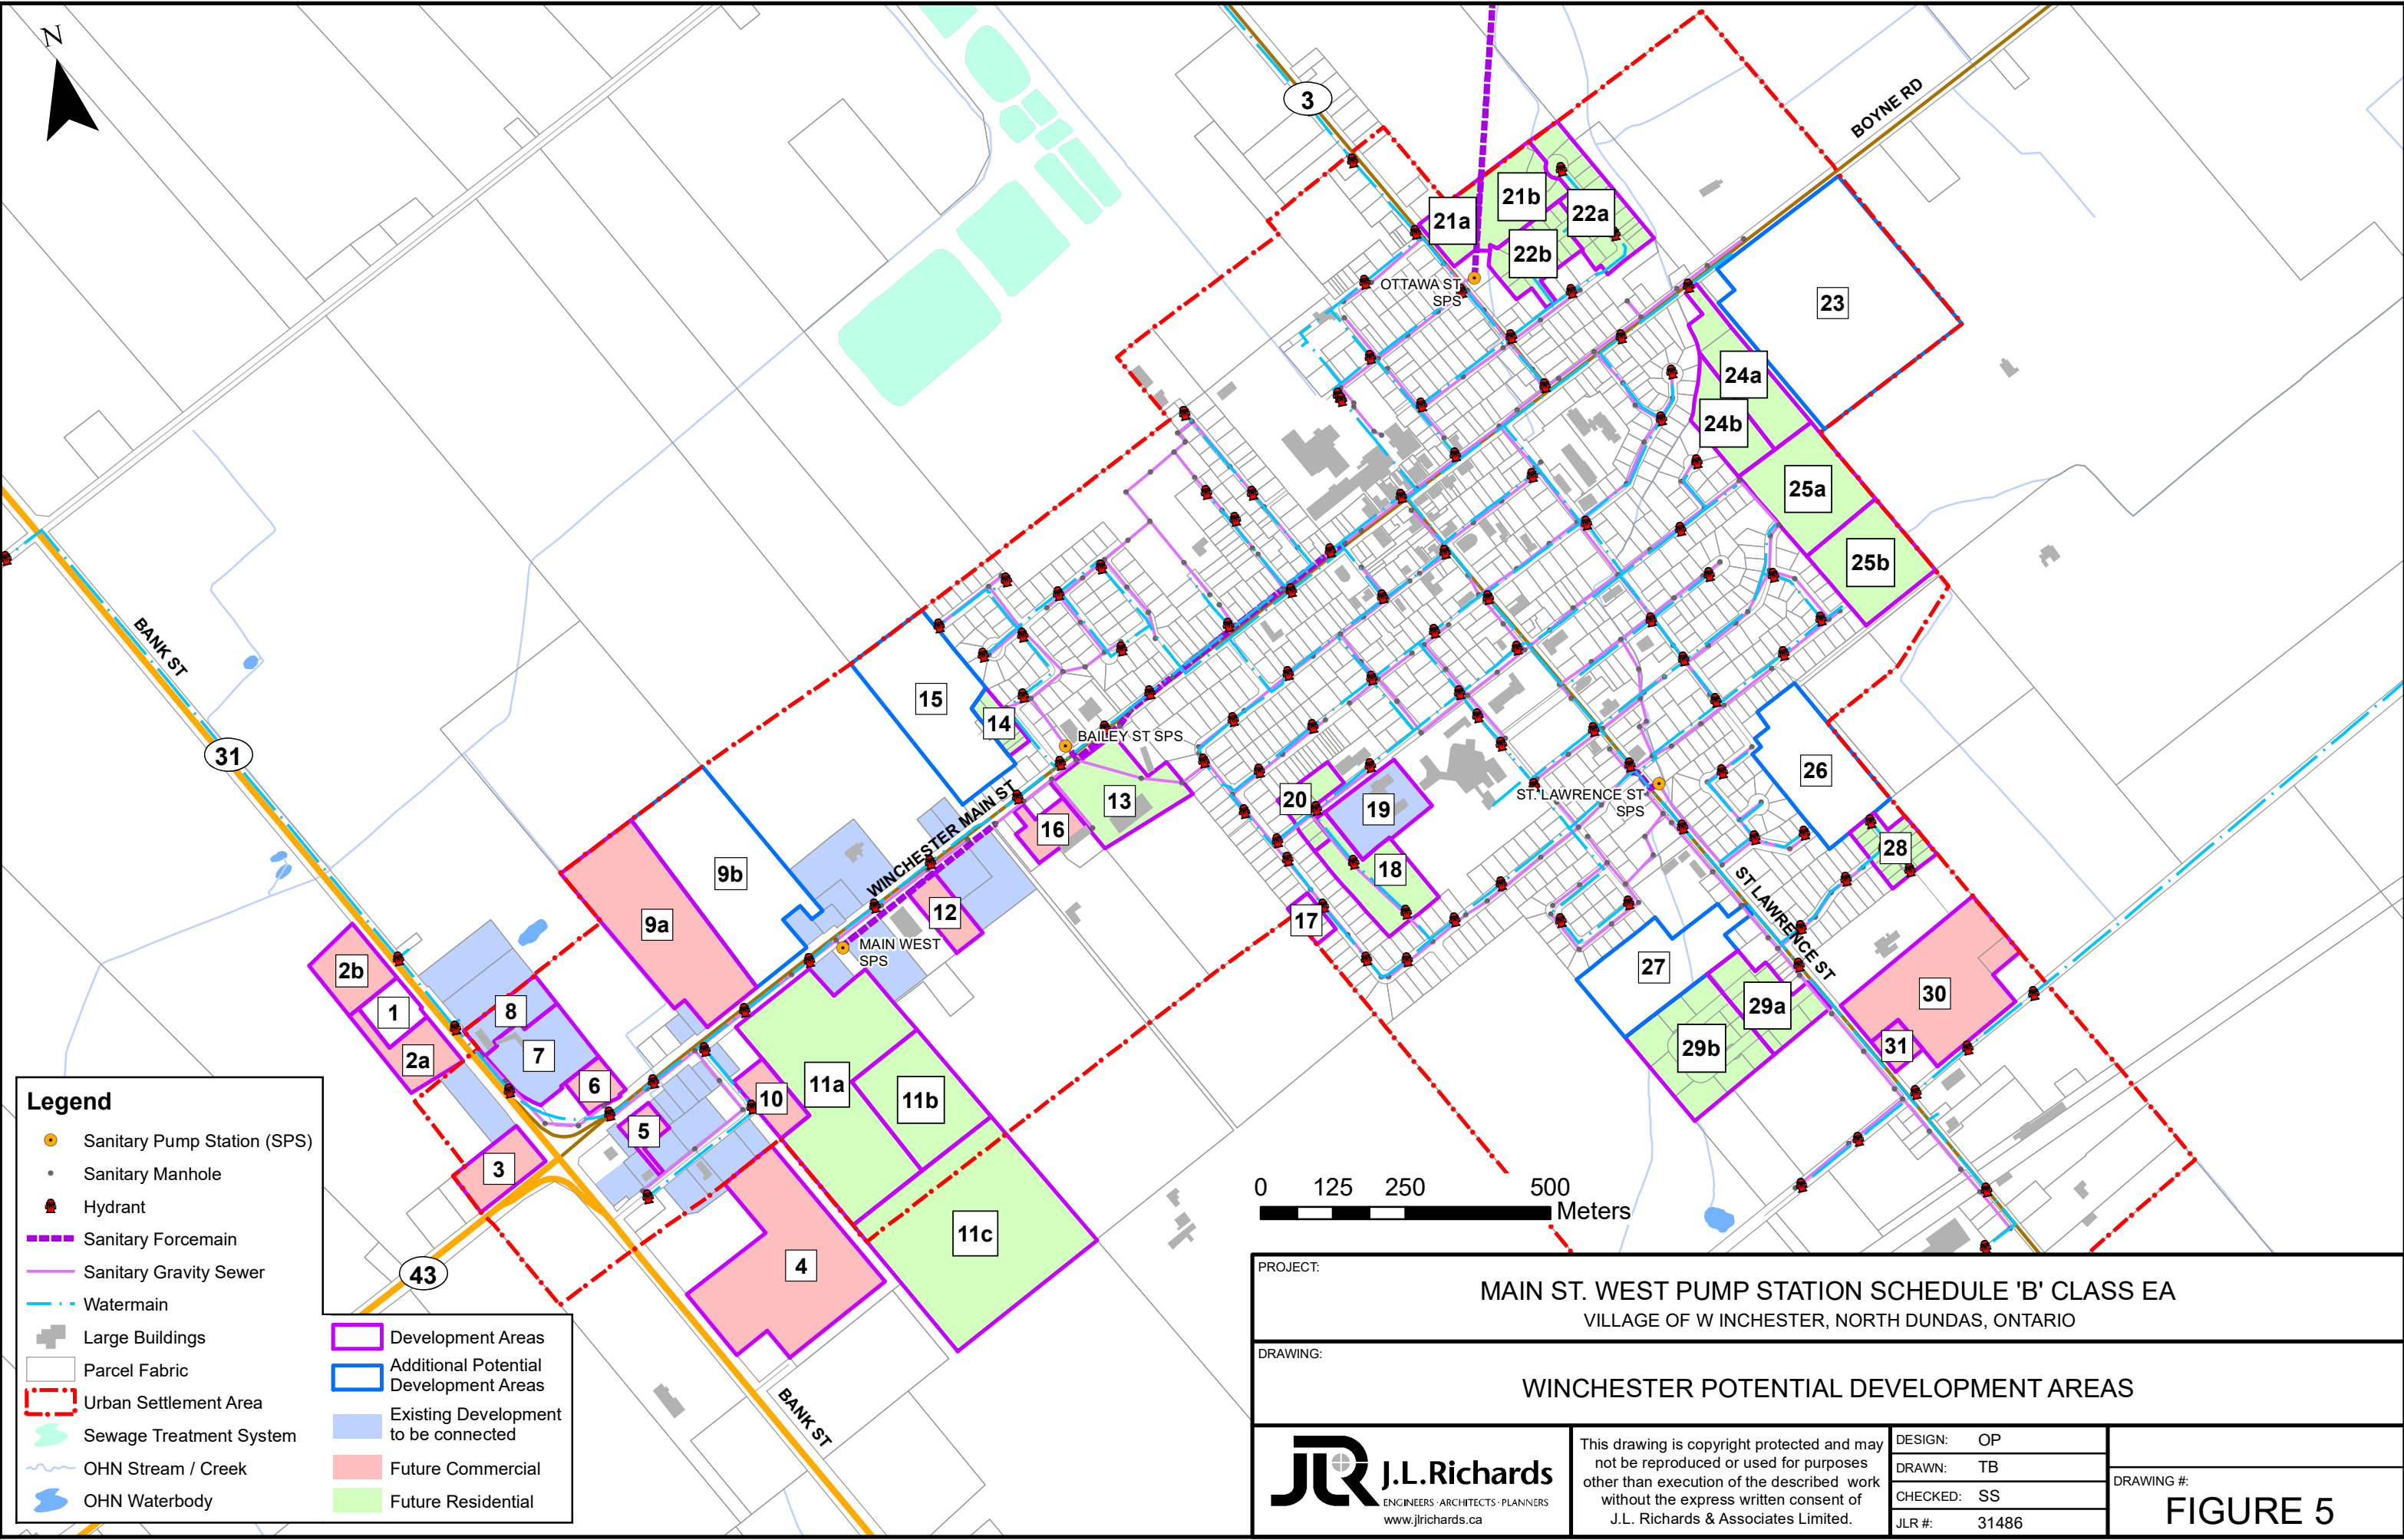 N
3
BOYNE RD
21b
22a
21a
22b
OTTAWA ST
SPS
23
24a
24b
25a
25b
BANK ST
31
15
14
BAILEY ST SPS
13
16
WINCHESTER MAIN ST
9b
9a
12
MAIN WEST
SPS
20
19
18
17
ST. LAWRENCE ST
SPS
26
28
ST LAWRENCE ST
27
29a
29b
30
31
2b
1
2a
8
7
6
5
10
11a
11b
11c
3
4
43
BANK ST
0 125 250 500
Meters
Legend
Sanitary Pump Station (SPS)
Sanitary Manhole
Hydrant
Sanitary Forcemain
Sanitary Gravity Sewer
Watermain
Large Buildings
Parcel Fabric
Urban Settlement Area
Sewage Treatment System
OHN Stream / Creek
OHN Waterbody
Development Areas
Additional Potential
Development Areas
Existing Development
to be connected
Future Commercial
Future Residential
PROJECT:
MAIN ST. WEST PUMP STATION SCHEDULE 'B' CLASS EA
VILLAGE OF W INCHESTER, NORTH DUNDAS, ONTARIO
DRAWING:
WINCHESTER POTENTIAL DEVELOPMENT AREAS
JLR J.L.Richards
ENGINEERS · ARCHITECTS · PLANNERS
www.jlrichards.ca
This drawing is copyright protected and may
not be reproduced or used for purposes
other than execution of the described work
without the express written consent of
J.L. Richards & Associates Limited.
DESIGN: OP
DRAWN: TB
CHECKED: SS
JLR #: 31486
DRAWING #:
FIGURE 5